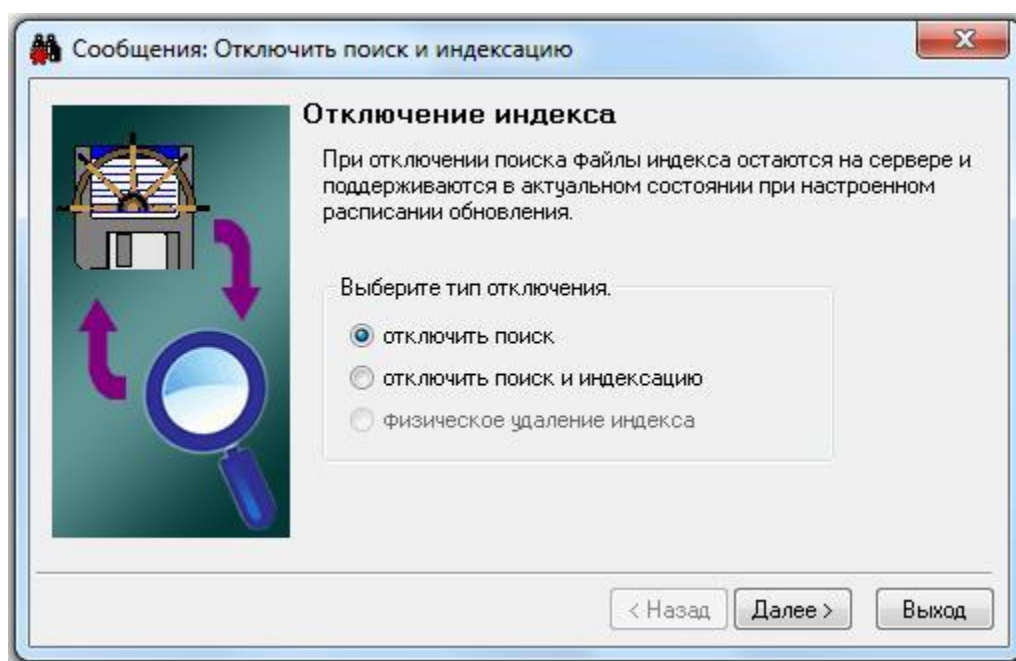 Сообщения: Отключить поиск и индексацию
Отключение индекса
При отключении поиска файлы индекса остаются на сервере и
поддерживаются в актуальном состоянии при настроенном
расписании обновления.
Выберите тип отключения.
отключить поиск
отключить поиск и индексацию
физическое удаление индекса
< Назад Далее > Выход